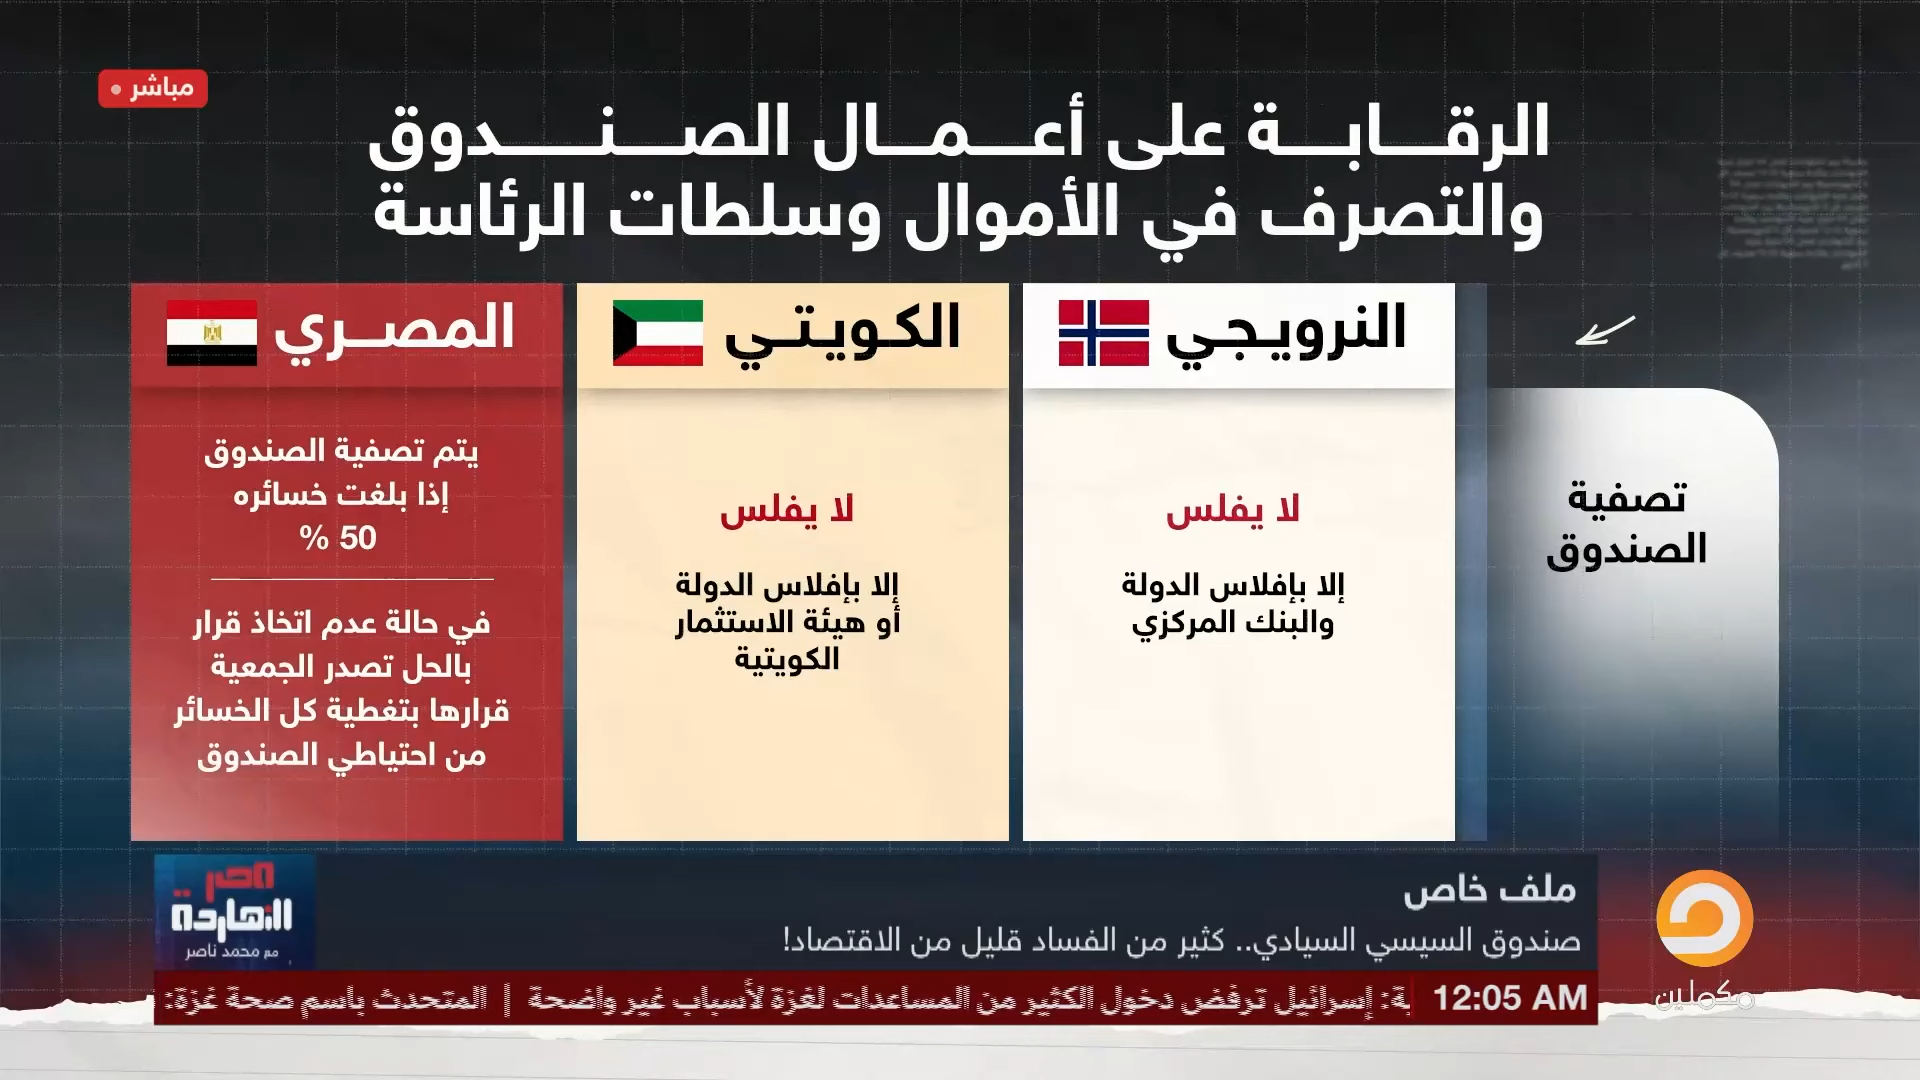 مباشر
الرقابة على أعمال الصندوق
والتصرف في الأموال وسلطات الرئاسة
النرويجي
الكويتي
المصري
تصفية
الصندوق
لا يفلس
إلا بإفلاس الدولة
والبنك المركزي
لا يفلس
إلا بإفلاس الدولة
أو هيئة الاستثمار
الكويتية
يتم تصفية الصندوق
إذا بلغت خسائره
50 %
في حالة عدم اتخاذ قرار
بالحل تصدر الجمعية
قرارها بتغطية كل الخسائر
من احتياطي الصندوق
ملف خاص
صندوق السيسي السيادي.. كثير من الفساد قليل من الاقتصاد!
مصر
النهاردة
مع محمد ناصر
12:05 AM
ة: إسرائيل ترفض دخول الكثير من المساعدات لغزة لأسباب غير واضحة | المتحدث باسم صحة غزة:
مكملين